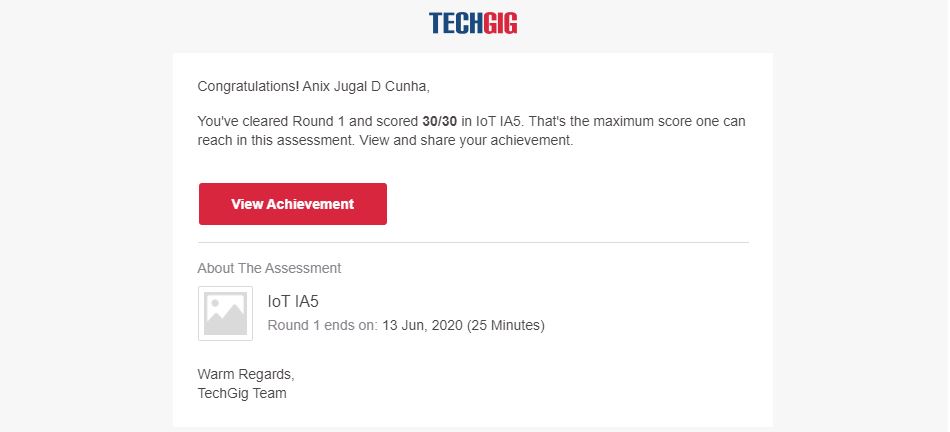 TECHGIG
Congratulations! Anix Jugal D Cunha,
You've cleared Round 1 and scored 30/30 in IoT IA5. That's the maximum score one can
reach in this assessment. View and share your achievement.
View Achievement
About The Assessment
IoT IA5
Round 1 ends on: 13 Jun, 2020 (25 Minutes)
Warm Regards,
TechGig Team